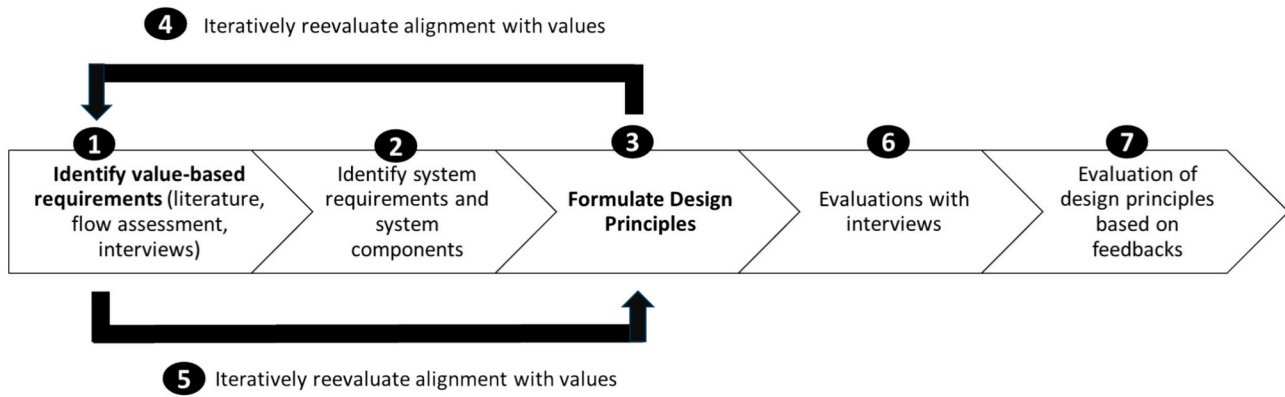 4 Iteratively reevaluate alignment with values
1
Identify value-based
requirements (literature,
flow assessment,
interviews)
2
Identify system
requirements and
system
components
3
Formulate Design
Principles
6
Evaluations with
interviews
7
Evaluation of
design principles
based on
feedbacks
5 Iteratively reevaluate alignment with values